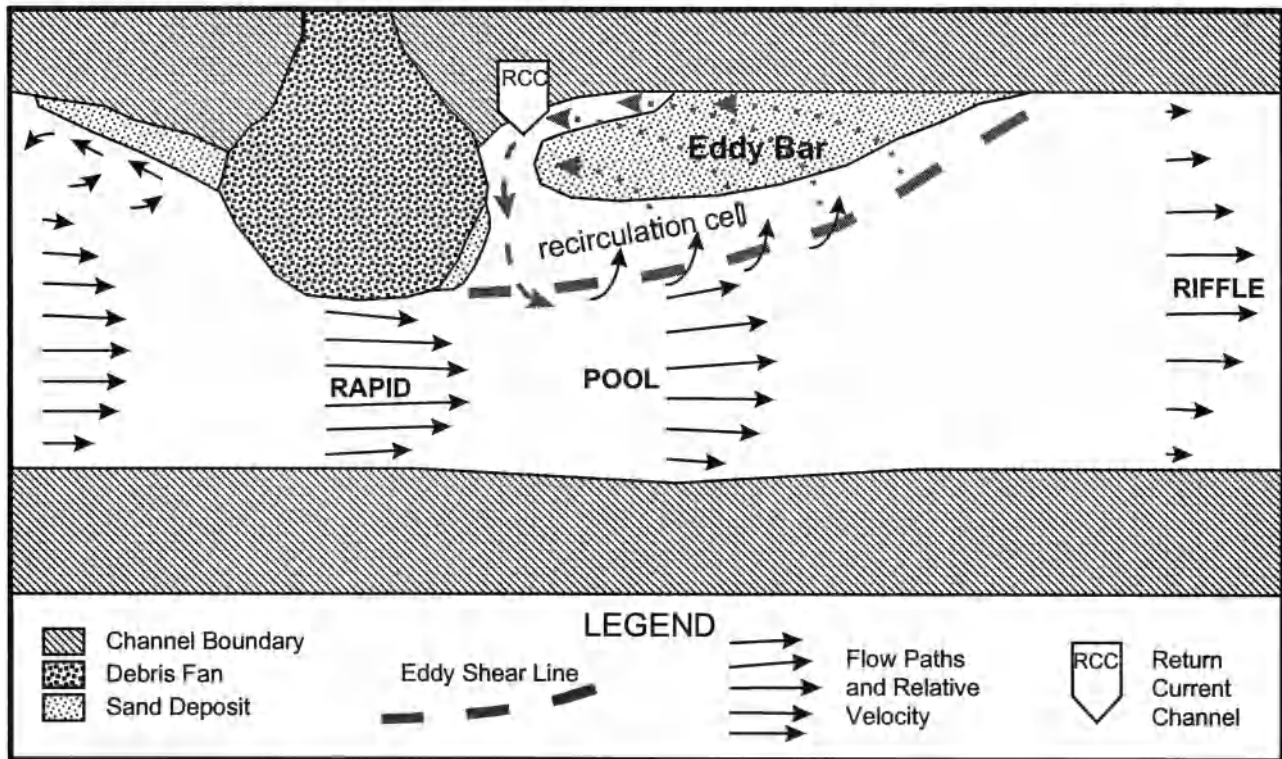 RCC
Eddy Bar
recirculation cell
RIFFLE
RAPID
POOL
LEGEND
Channel Boundary
Debris Fan
Sand Deposit
Eddy Shear Line
Flow Paths
and Relative
Velocity
RCC
Return
Current
Channel